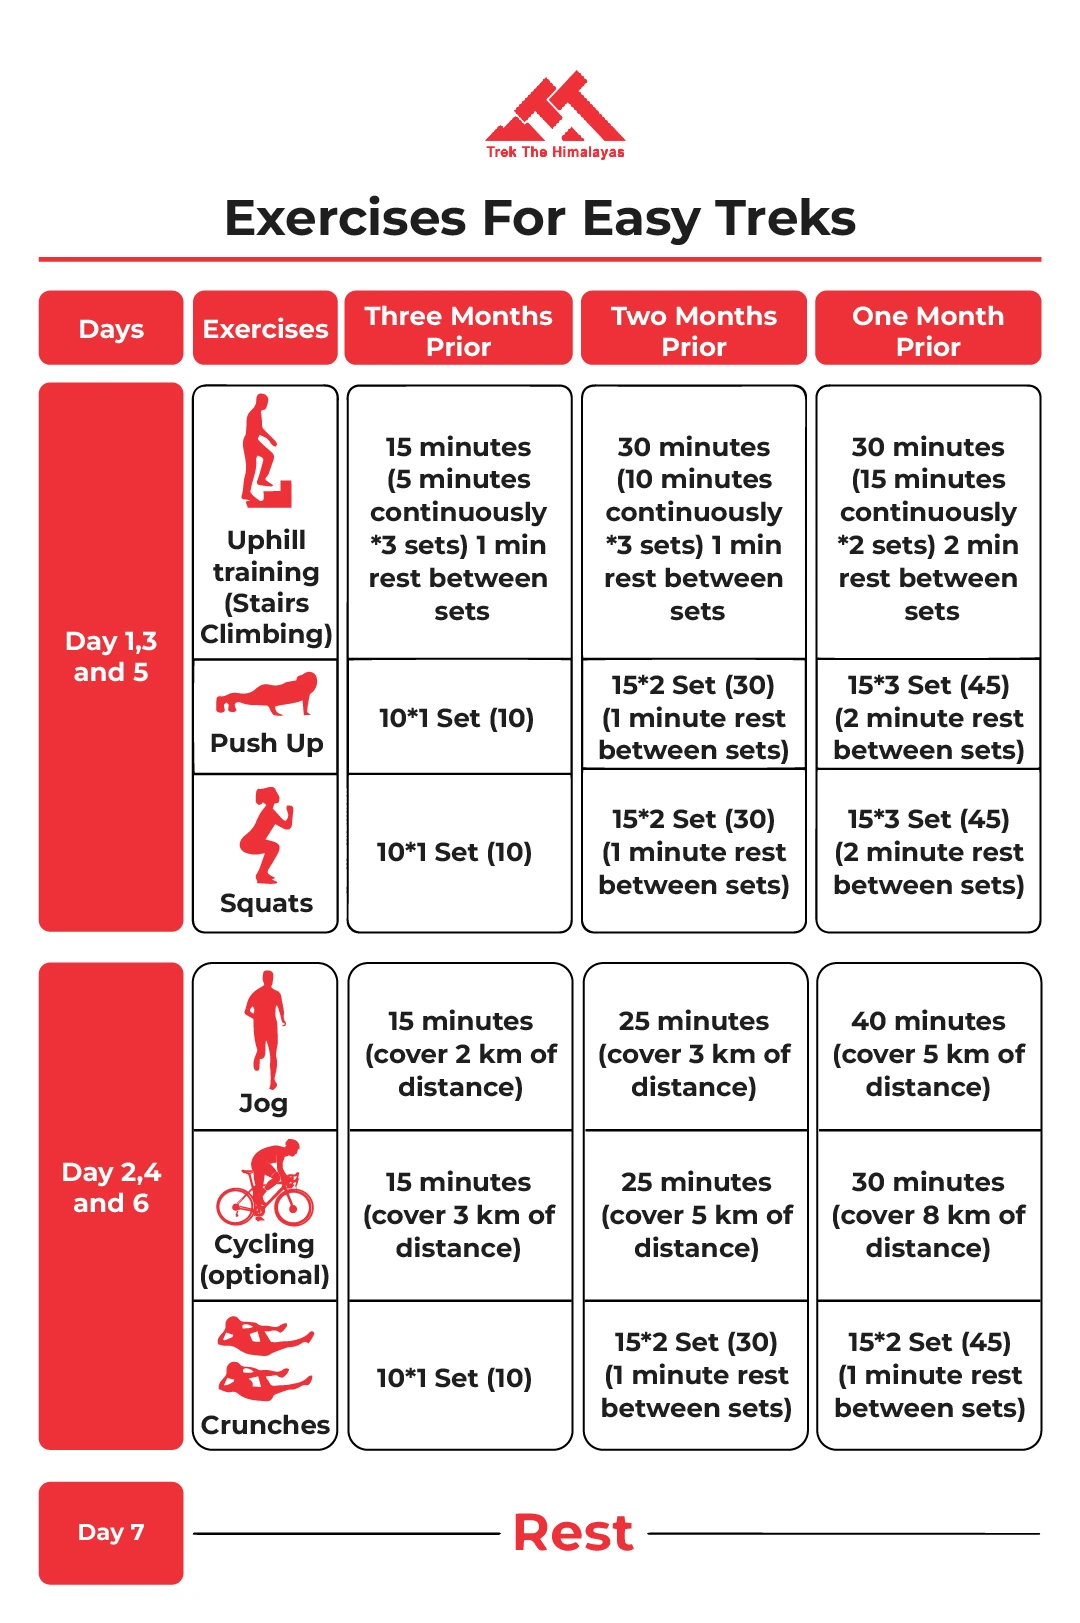 Trek The Himalayas
Exercises For Easy Treks
Days
Exercises
Three Months
Prior
Two Months
Prior
One Month
Prior
Day 1,3
and 5
Uphill
training
(Stairs
Climbing)
15 minutes
(5 minutes
continuously
*3 sets) 1 min
rest between
sets
30 minutes
(10 minutes
continuously
*3 sets) 1 min
rest between
sets
30 minutes
(15 minutes
continuously
*2 sets) 2 min
rest between
sets
Push Up
10*1 Set (10)
15*2 Set (30)
(1 minute rest
between sets)
15*3 Set (45)
(2 minute rest
between sets)
Squats
10*1 Set (10)
15*2 Set (30)
(1 minute rest
between sets)
15*3 Set (45)
(2 minute rest
between sets)
Day 2,4
and 6
Jog
15 minutes
(cover 2 km of
distance)
25 minutes
(cover 3 km of
distance)
40 minutes
(cover 5 km of
distance)
Cycling
(optional)
15 minutes
(cover 3 km of
distance)
25 minutes
(cover 5 km of
distance)
30 minutes
(cover 8 km of
distance)
Crunches
10*1 Set (10)
15*2 Set (30)
(1 minute rest
between sets)
15*2 Set (45)
(1 minute rest
between sets)
Day 7
Rest